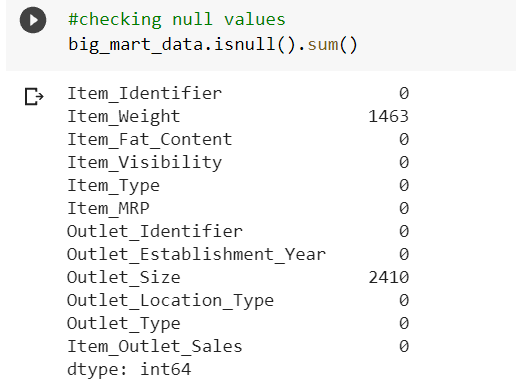 #checking null values
big_mart_data.isnull().sum()
Item_Identifier 0
Item_Weight 1463
Item_Fat_Content 0
Item_Visibility 0
Item_Type 0
Item_MRP 0
Outlet_Identifier 0
Outlet_Establishment_Year 0
Outlet_Size 2410
Outlet_Location_Type 0
Outlet_Type 0
Item_Outlet_Sales 0
dtype: int64